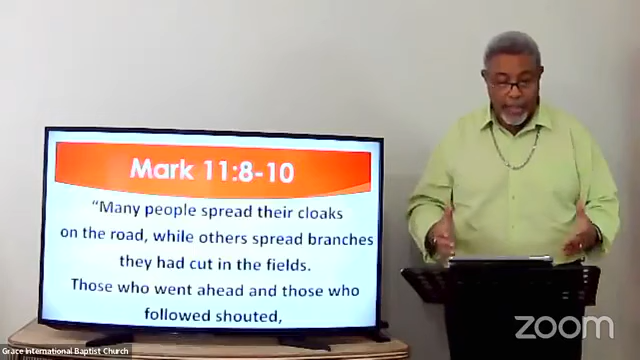 Mark 11:8-10
“Many people spread their cloaks
on the road, while others spread branches
they had cut in the fields.
Those who went ahead and those who
followed shouted,
Grace International Baptist Church
zoom